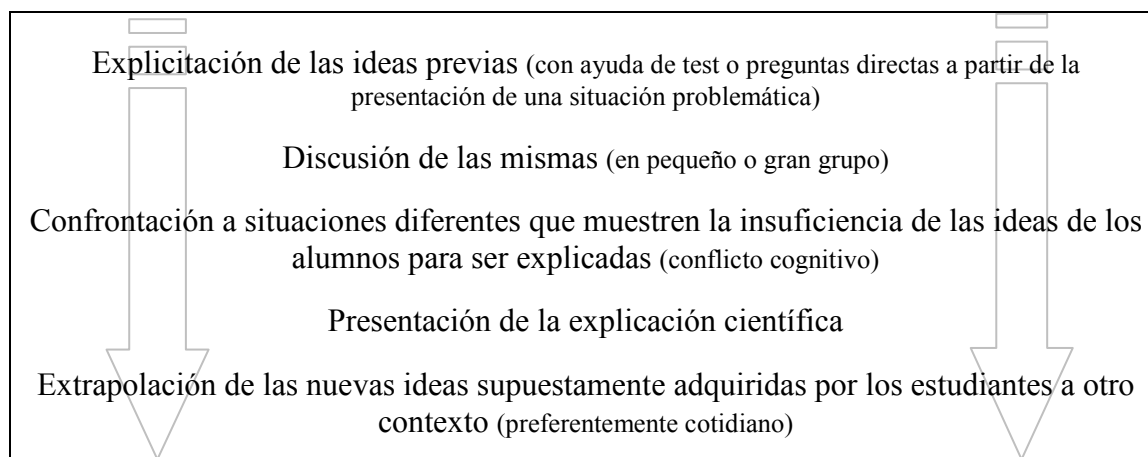 Explicitación de las ideas previas (con ayuda de test o preguntas directas a partir de la
presentación de una situación problemática)
Discusión de las mismas (en pequeño o gran grupo)
Confrontación a situaciones diferentes que muestren la insuficiencia de las ideas de los
alumnos para ser explicadas (conflicto cognitivo)
Presentación de la explicación científica
Extrapolación de las nuevas ideas supuestamente adquiridas por los estudiantes a otro
contexto (preferentemente cotidiano)